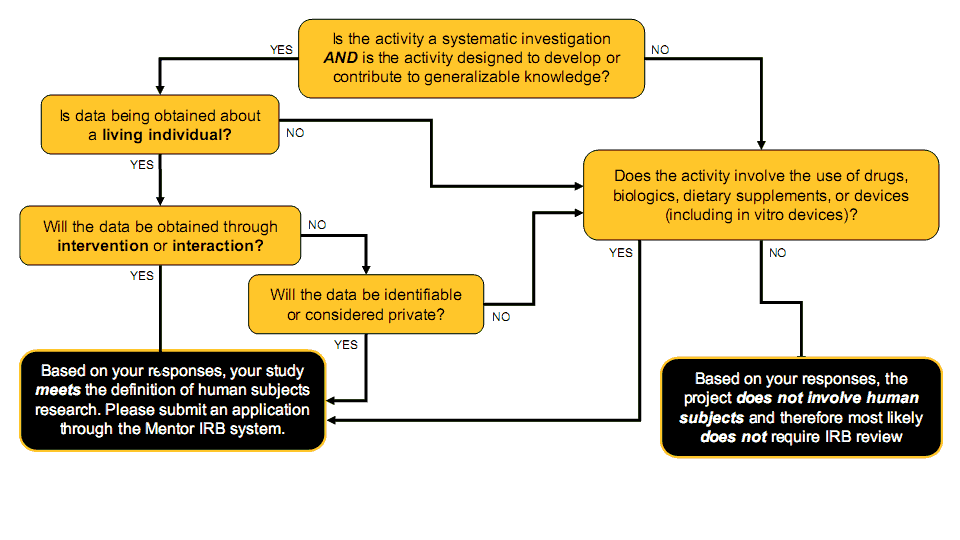 Is the activity a systematic investigation
AND is the activity designed to develop or
contribute to generalizable knowledge?
YES
NO
Is data being obtained about
a living individual?
NO
YES
Does the activity involve the use of drugs,
biologics, dietary supplements, or devices
(including in vitro devices)?
Will the data be obtained through
intervention or interaction?
NO
YES
YES
NO
Will the data be identifiable
or considered private?
NO
YES
Based on your responses, your study
meets the definition of human subjects
research. Please submit an application
through the Mentor IRB system.
Based on your responses, the
project does not involve human
subjects and therefore most likely
does not require IRB review